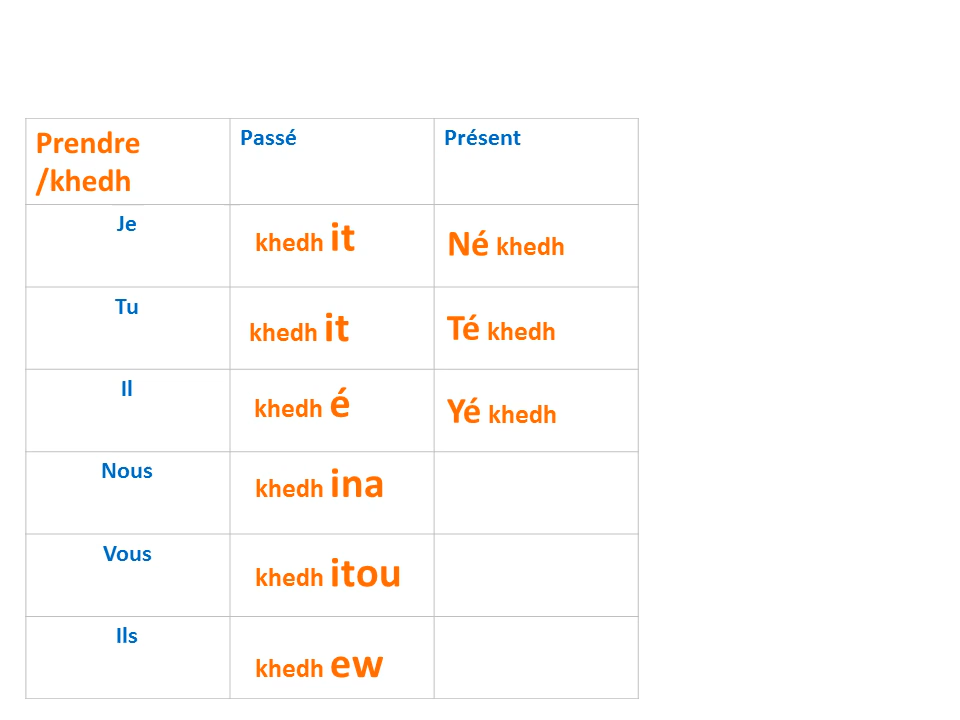 Prendre
/khedh
Passé
Présent
Je
khedh it
Né khedh
Tu
khedh it
Té khedh
Il
khedh é
Yé khedh
Nous
khedh ina
Vous
khedh itou
Ils
khedh ew